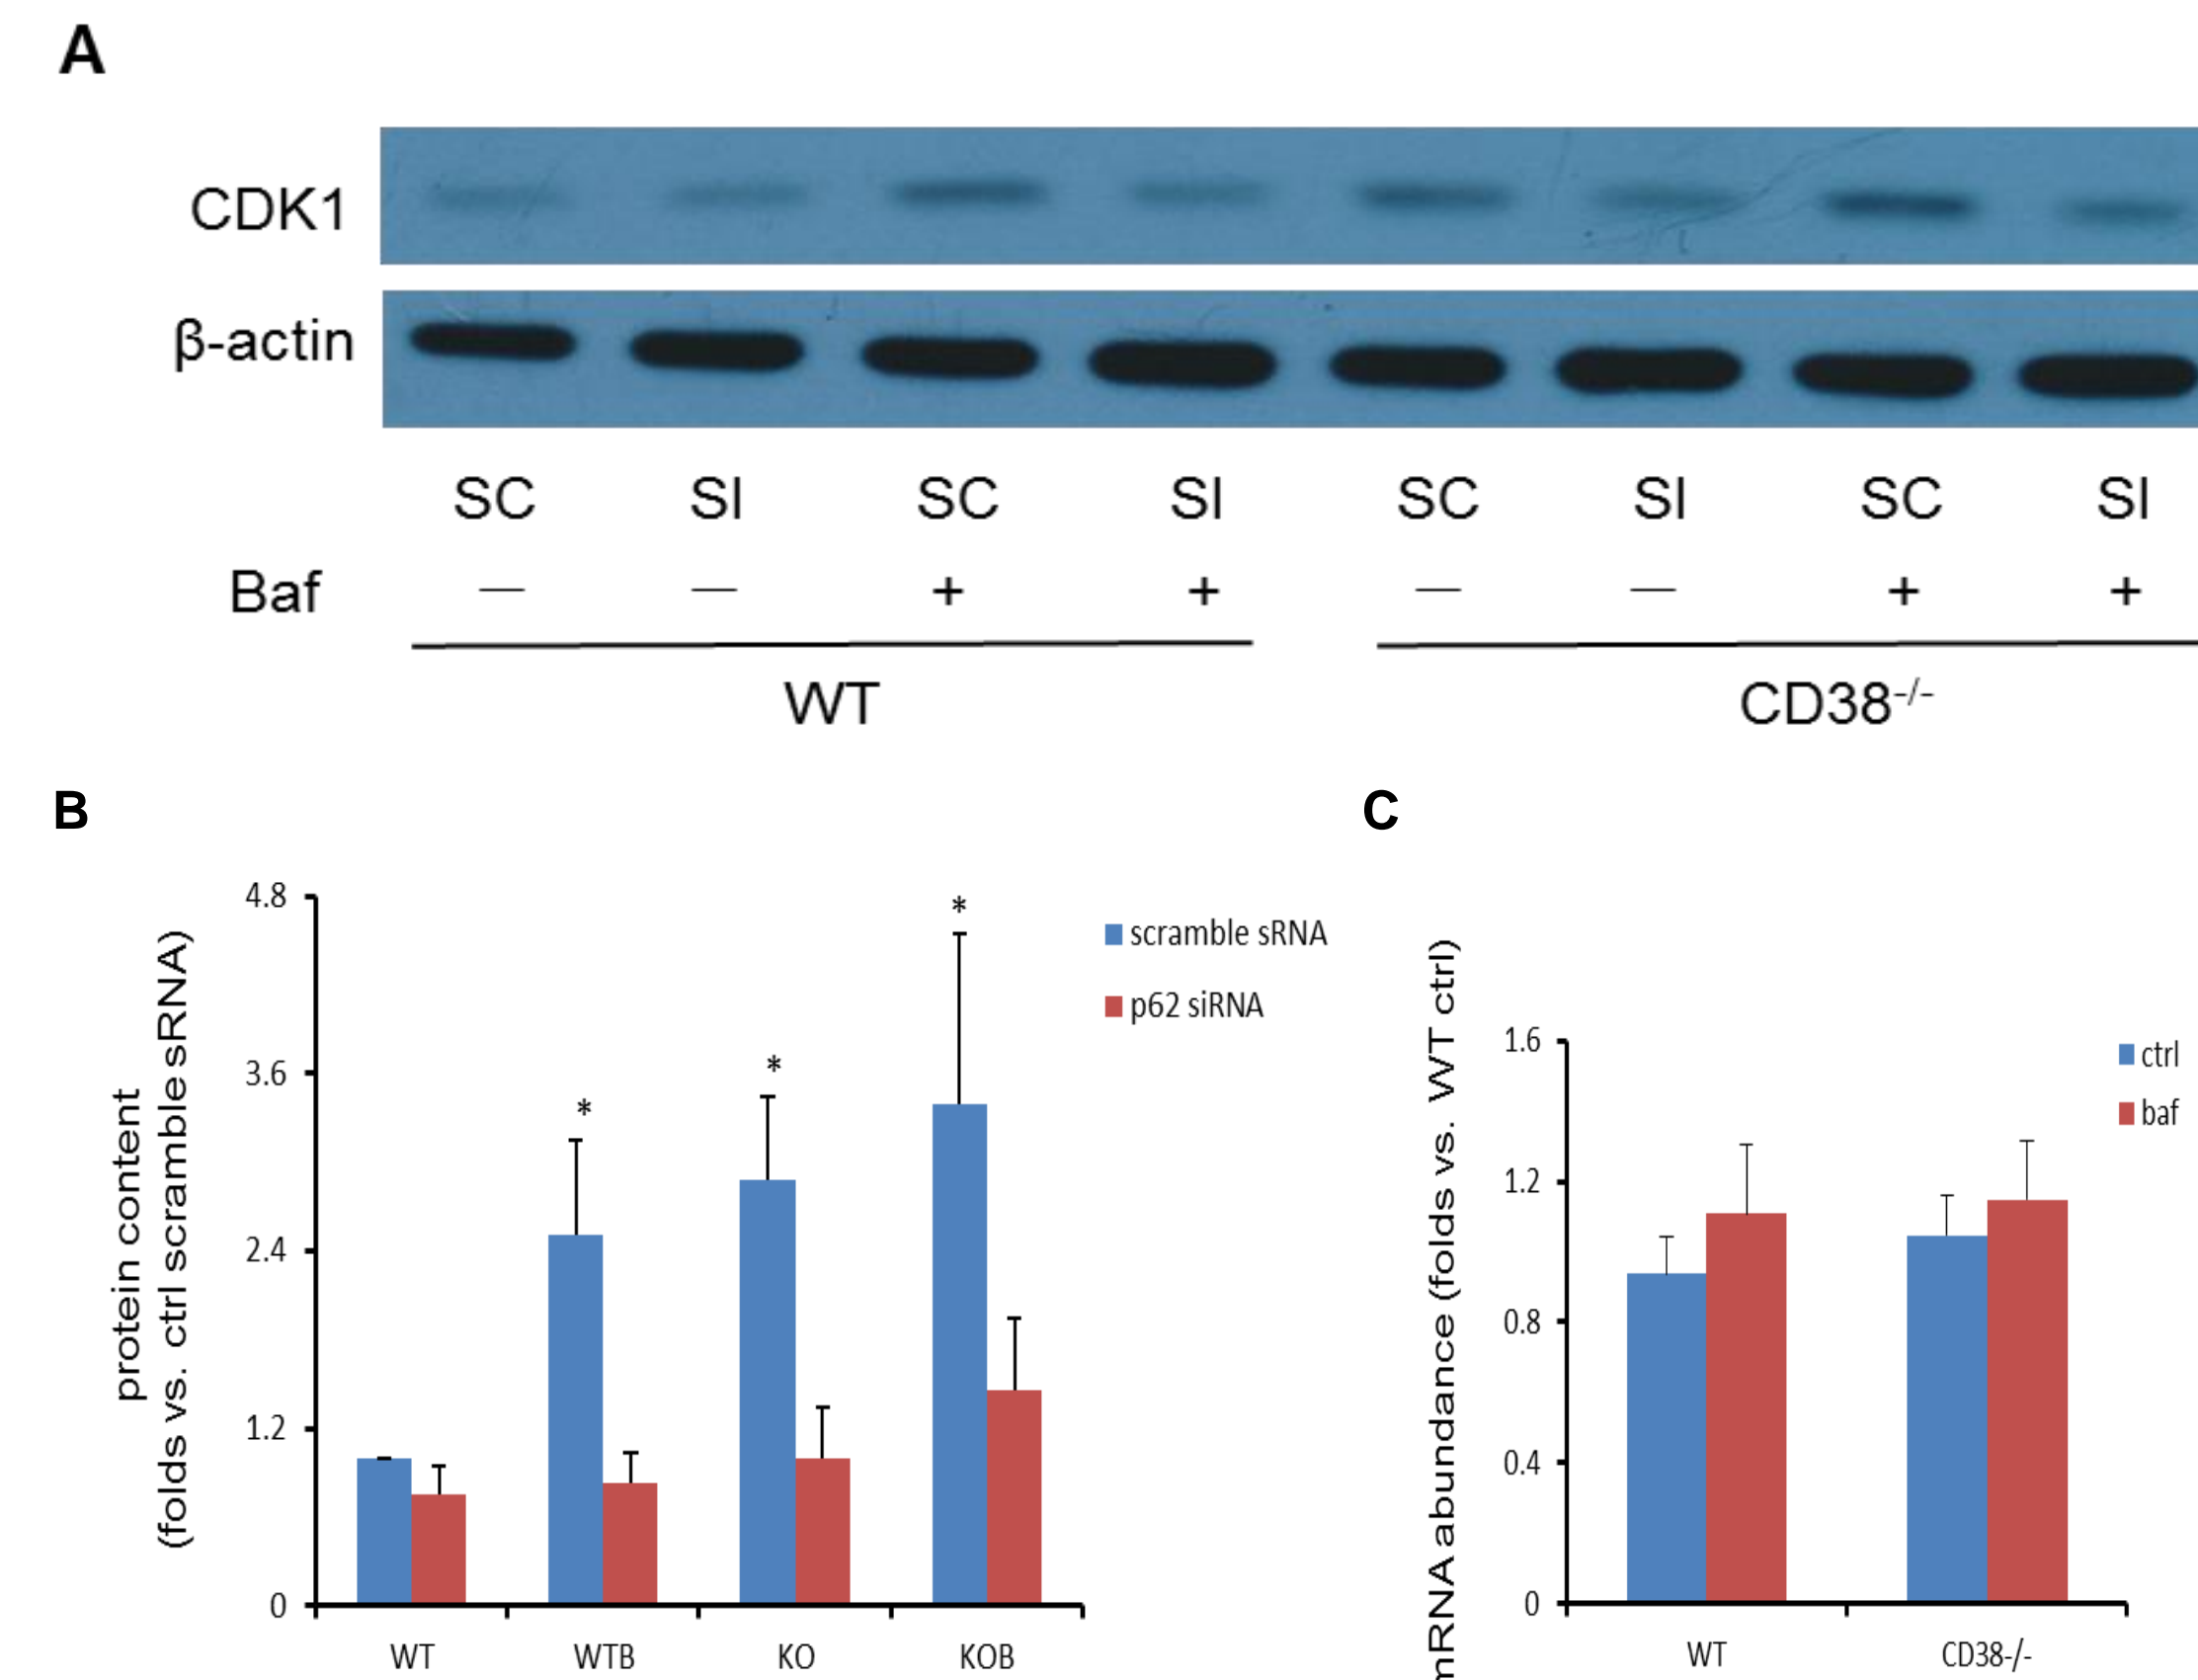 A
CDK1
β-actin
SC SI SC SI SC SI SC SI
Baf — — + + — — + +
WT CD38-/-
B
C
protein content
(folds vs. ctrl scramble sRNA)
4.8
3.6
2.4
1.2
0
* * *
scramble sRNA
p62 siRNA
WT WTB KO KOB
mRNA abundance (folds vs. WT ctrl)
1.6
1.2
0.8
0.4
0
ctrl
baf
WT CD38-/-